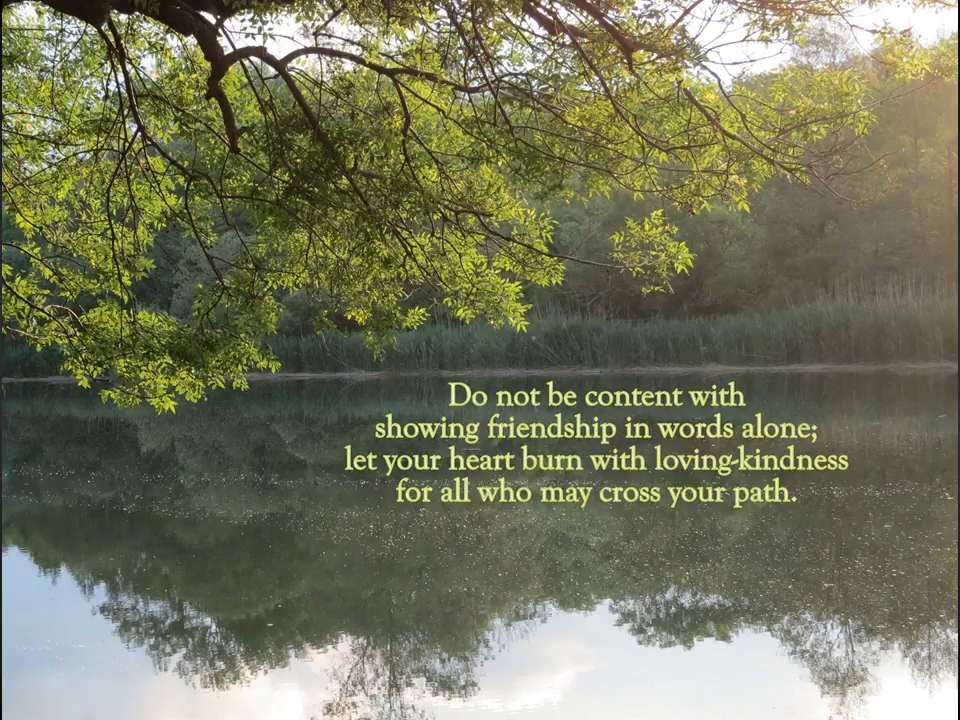 Do not be content with
showing friendship in words alone;
let your heart burn with loving-kindness
for all who may cross your path.